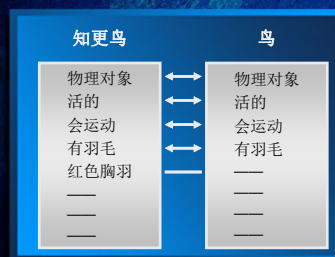 知更鸟
鸟
物理对象
活的
会运动
有羽毛
红色胸羽
——
——
——
物理对象
活的
会运动
有羽毛
——
——
——
——